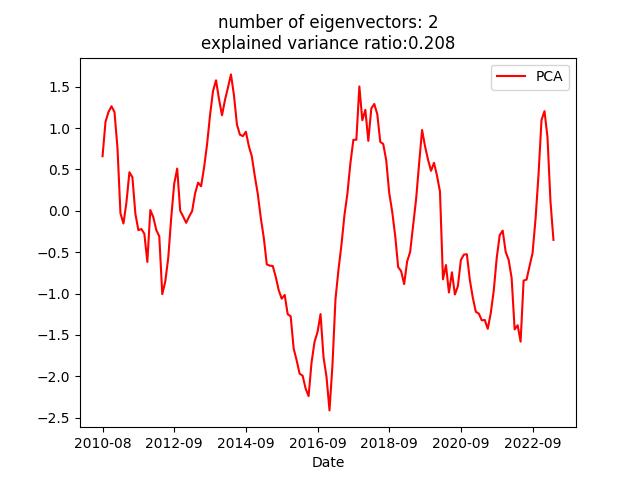 number of eigenvectors: 2
explained variance ratio:0.208
PCA
1.5
1.0
0.5
0.0
−0.5
−1.0
−1.5
−2.0
−2.5
2010-08 2012-09 2014-09 2016-09 2018-09 2020-09 2022-09
Date